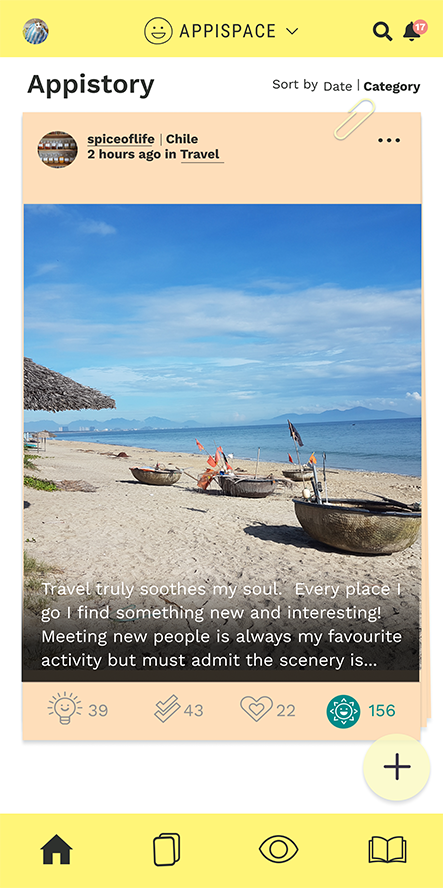 APPISPACE
17
Appistory
Sort by Date | Category
spiceoflife | Chile
2 hours ago in Travel
Travel truly soothes my soul. Every place I
go I find something new and interesting!
Meeting new people is always my favourite
activity but must admit the scenery is...
39 43 22 156